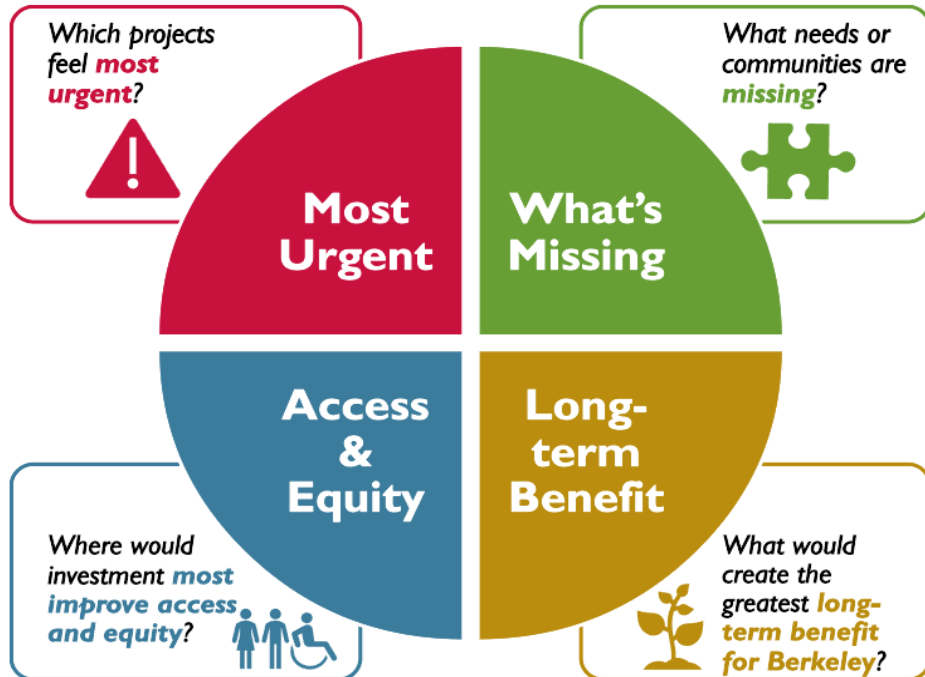 Which projects
feel most
urgent?
What needs or
communities are
missing?
Most
Urgent
What's
Missing
Access
&
Equity
Long-
term
Benefit
Where would
investment most
improve access
and equity?
What would
create the
greatest long-
term benefit
for Berkeley?